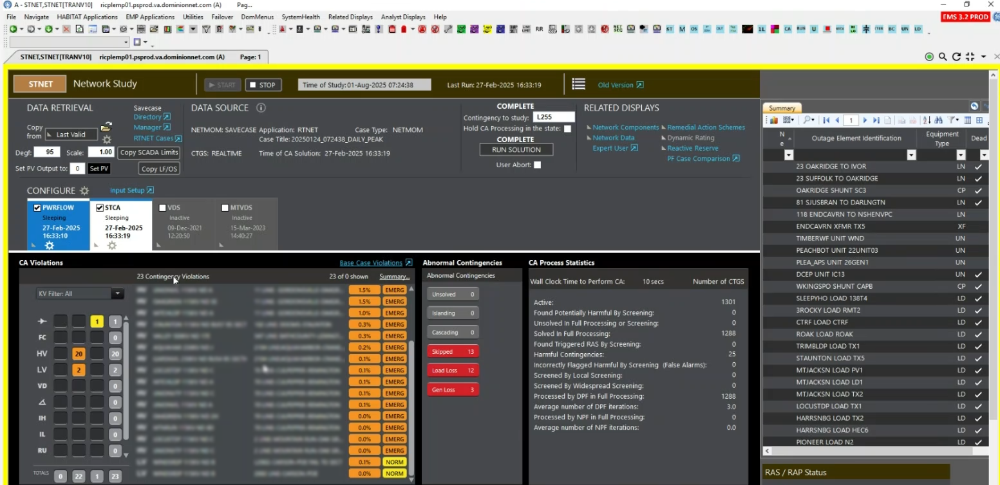 A - STNET,STNET[TRANV10] ricplemp01.psprod.va.dominionnet.com (A) Pag...
File Navigate HABITAT Applications EMP Applications Utilities Failover DomMenus SystemHealth Related Displays Analyst Displays Help
EMS 3.2 PROD
RR ST M OS 1L CA BUS U BC UN LD
STNET,STNET[TRANV10] ricplemp01.psprod.va.dominionnet.com (A) Page: 1
STNET Network Study START STOP Time of Study:01-Aug-2025 07:24:38 Last Run: 27-Feb-2025 16:33:19 Old Version
DATA RETRIEVAL
Savecase
Directory
Manager
RTNET Cases
Copy
from
Last Valid
Degf: 95 Scale: 1.00 Copy SCADA Limits
Set PV Output to: 0 Set PV Copy LF/OS
DATA SOURCE
NETMOM: SAVECASE Application: RTNET Case Type: NETMOM
Case Title: 20250124_072438_DAILY_PEAK
CTGS: REALTIME Time of CA Solution: 27-Feb-2025 16:33:19
COMPLETE
Contingency to study: L255
Hold CA Processing in the state:
COMPLETE
RUN SOLUTION
User Abort:
RELATED DISPLAYS
Network Components Remedial Action Schemes
Network Data Dynamic Rating
Expert User Reactive Reserve
PF Case Comparison
CONFIGURE Input Setup
PWRFLOW
Sleeping
27-Feb-2025
16:33:10
STCA
Sleeping
27-Feb-2025
16:33:19
VDS
Inactive
09-Dec-2021
12:20:50
MTVDS
Inactive
15-Mar-2023
14:40:27
CA Violations Base Case Violations
23 Contingency Violations 23 of 0 shown Summary...
KV Filter: All
1 1
FC 0
HV 20 20
LV 2 2
VD 0
0
IH 0
IL 0
RU 0
TOTALS 0 22 1 23
1.5% EMERG
1.5% EMERG
1.0% EMERG
0.3% EMERG
0.3% EMERG
0.2% EMERG
0.1% EMERG
0.1% EMERG
0.1% EMERG
0.1% EMERG
0.1% EMERG
0.0% EMERG
0.0% EMERG
0.0% EMERG
0.0% EMERG
0.1% NORM
0.0% NORM
Abnormal Contingencies
Abnormal Contingencies
Unsolved 0
Islanding 0
Cascading 0
Skipped 13
Load Loss 12
Gen Loss 3
CA Process Statistics
Wall Clock Time to Perform CA: 10 secs Number of CTGS
Active: 1301
Found Potentially Harmful By Screening: 0
Unsolved In Full Processing or Screening: 0
Solved In Full Processing: 1288
Found Triggered RAS By Screening: 0
Harmful Contingencies: 25
Incorrectly Flagged Harmful By Screening (False Alarms): 0
Screened By Local Screening: 0
Screened By Widespread Screening: 0
Processed by DPF in Full Processing: 1288
Average number of DPF iterations: 3.0
Processed by NPF in Full Processing: 0
Average number of NPF iterations: 0.0
Summary
1
N
e
Outage Element Identification
Equipment
Type
Dead
23 OAKRIDGE TO IVOR LN
23 SUFFOLK TO OAKRIDGE LN
OAKRIDGE SHUNT SC3 CP
81 SJUSBRAN TO DARLNGTN LN
118 ENDCAVRN TO NSHENVPC LN
ENDCAVRN XFMR TX5 XF
TIMBERWF UNIT WND UN
PEACHBOT UNIT 22UNIT03 UN
PLEA_APS UNIT 26GEN1 UN
DCEP UNIT IC13 UN
WKINGSPO SHUNT CAPB CP
SLEEPYHO LOAD 138T4 LD
3ROCKY LOAD RMT2 LD
CTRF LOAD CTRF LD
ROAK LOAD ROAK LD
TRIMBLDP LOAD TX1 LD
STAUNTON LOAD TX5 LD
MTJACKSN LOAD PV1 LD
MTJACKSN LOAD LD1 LD
MTJACKSN LOAD TX2 LD
LOCUSTDP LOAD TX1 LD
HARRSNBG LOAD TX2 LD
HARRSNBG LOAD HEC6 LD
PIONEER LOAD N2 LD
RAS / RAP Status